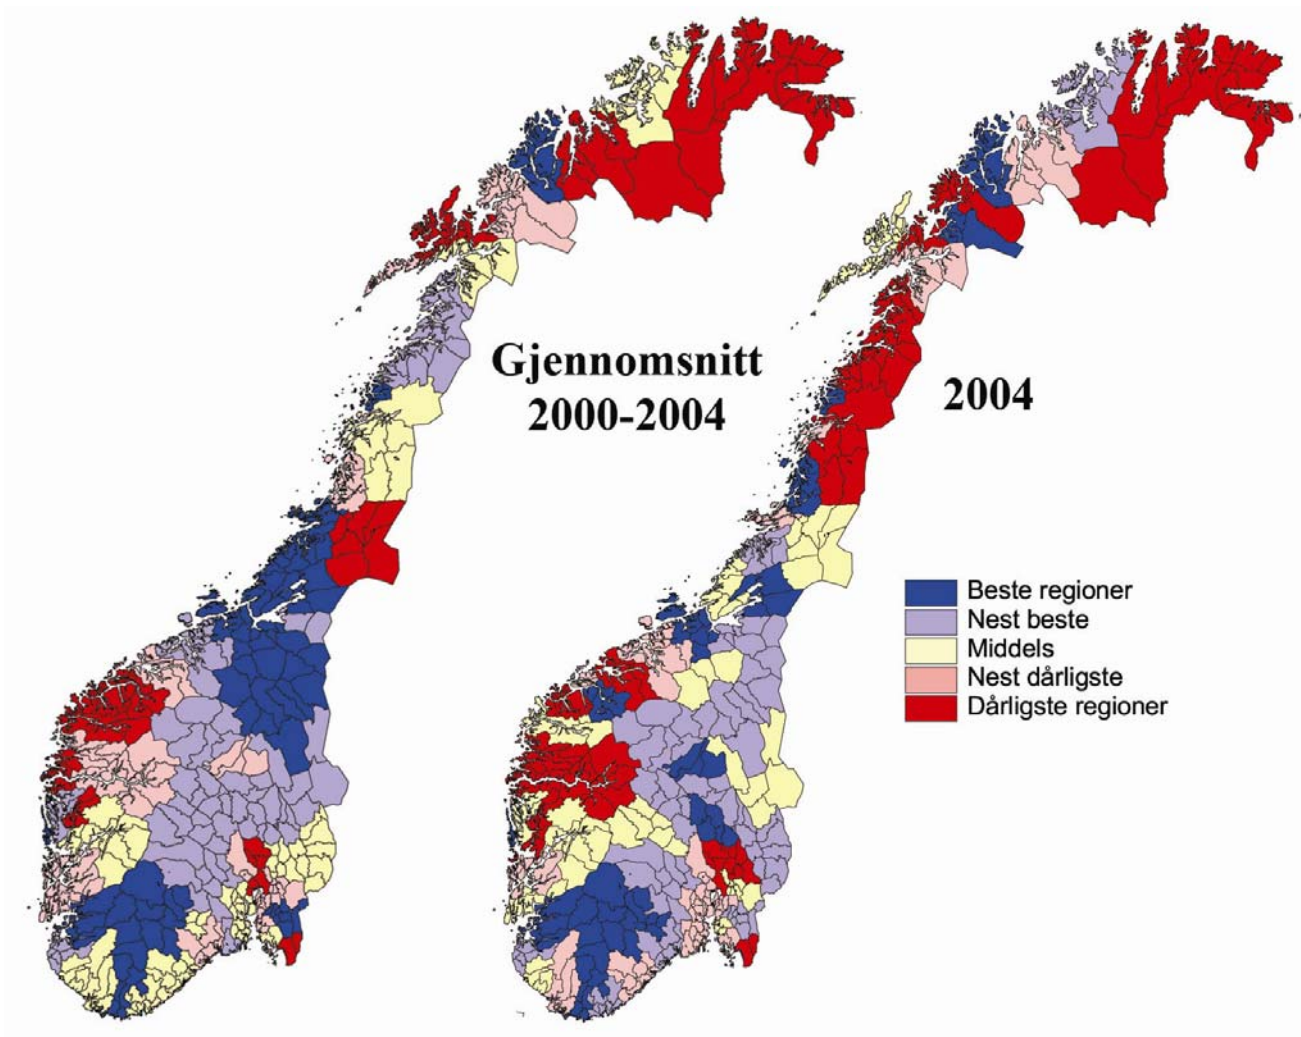 Gjennomsnitt
2000-2004
2004
Beste regioner
Nest beste
Middels
Nest dårligste
Dårligste regioner